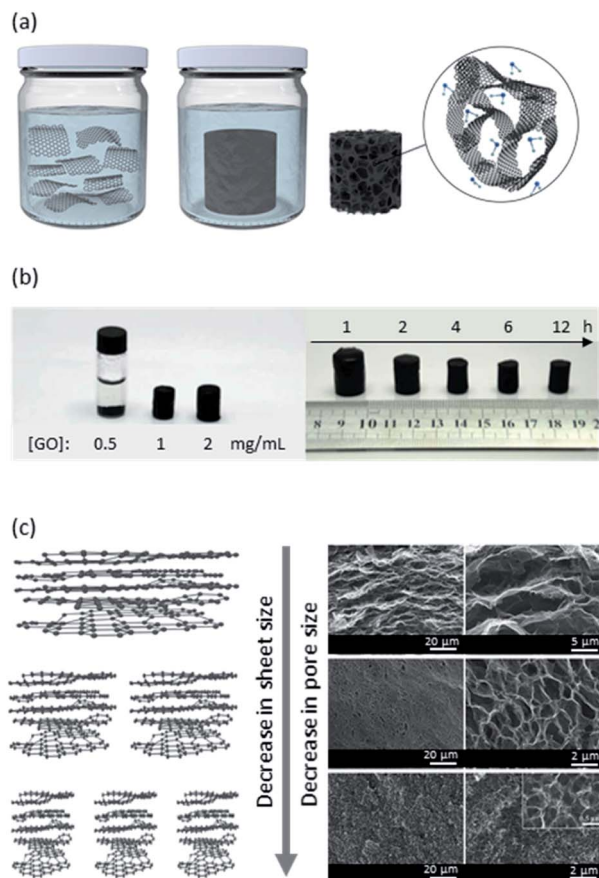 (a)
(b)
1 2 4 6 12 h
[GO]: 0.5 1 2 mg/mL
8 9 10 11 12 13 14 15 16 17 18 19 2
(c)
Decrease in sheet size
Decrease in pore size
20 µm 5 µm
20 µm 2 µm
20 µm 2 µm